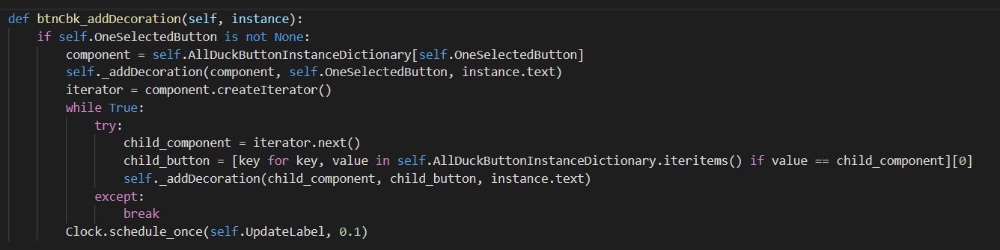 def btnCbk_addDecoration(self, instance):
    if self.OneSelectedButton is not None:
        component = self.AllDuckButtonInstanceDictionary[self.OneSelectedButton]
        self._addDecoration(component, self.OneSelectedButton, instance.text)
        iterator = component.createIterator()
        while True:
            try:
                child_component = iterator.next()
                child_button = [key for key, value in self.AllDuckButtonInstanceDictionary.iteritems() if value == child_component][0]
                self._addDecoration(child_component, child_button, instance.text)
            except:
                break
        Clock.schedule_once(self.UpdateLabel, 0.1)